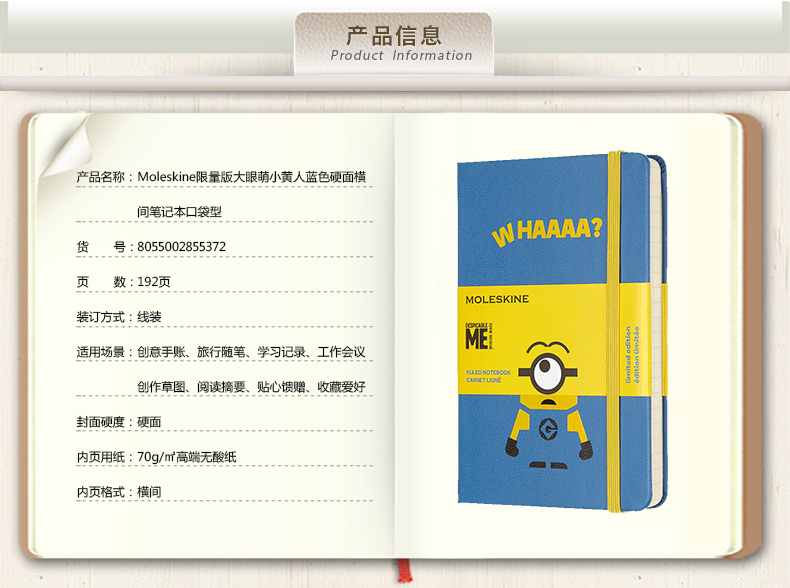 产品信息
Product Information
产品名称：Moleskine限量版大眼萌小黄人蓝色硬面横
间笔记本口袋型
货 号：8055002855372
页 数：192页
装订方式：线装
适用场景：创意手账、旅行随笔、学习记录、工作会议
创作草图、阅读摘要、贴心馈赠、收藏爱好
封面硬度：硬面
内页用纸：70g/㎡高端无酸纸
内页格式：横间
WHAAAA?
MOLESKINE
DESPICABLE
ME
RULED NOTEBOOK
CARNET LIGNÉ
limited edition
édition limitée
G